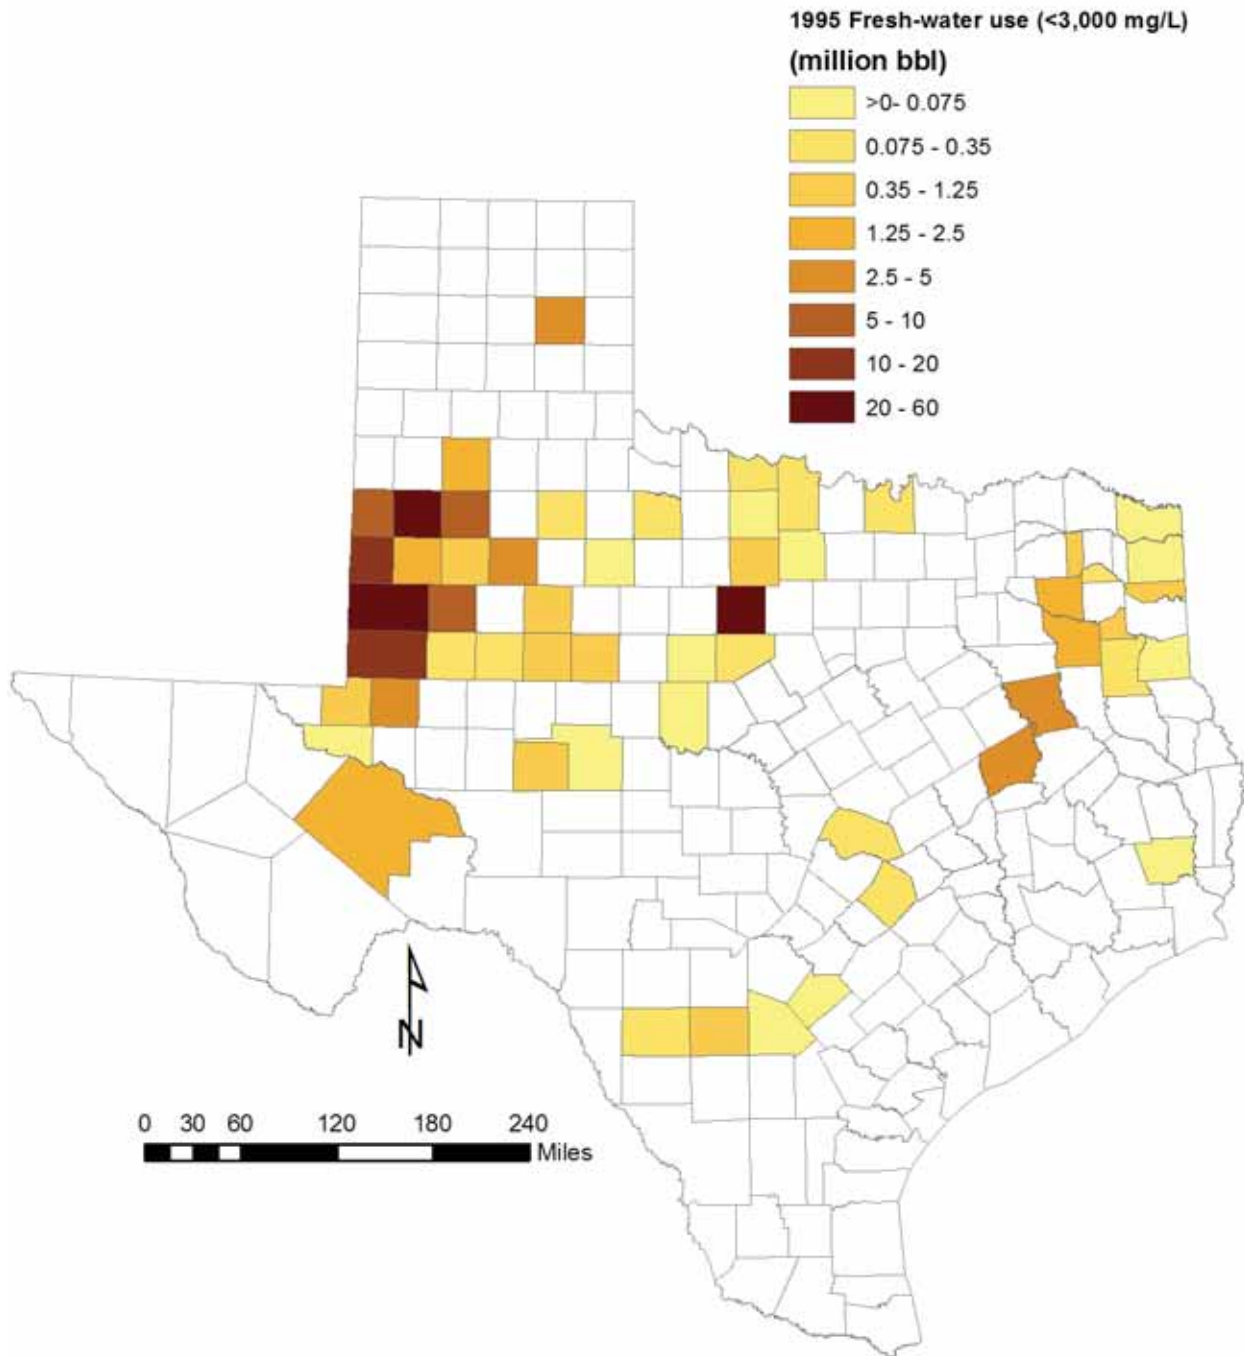 1995 Fresh-water use (<3,000 mg/L)
(million bbl)
>0- 0.075
0.075 - 0.35
0.35 - 1.25
1.25 - 2.5
2.5 - 5
5 - 10
10 - 20
20 - 60
N
0 30 60 120 180 240
Miles